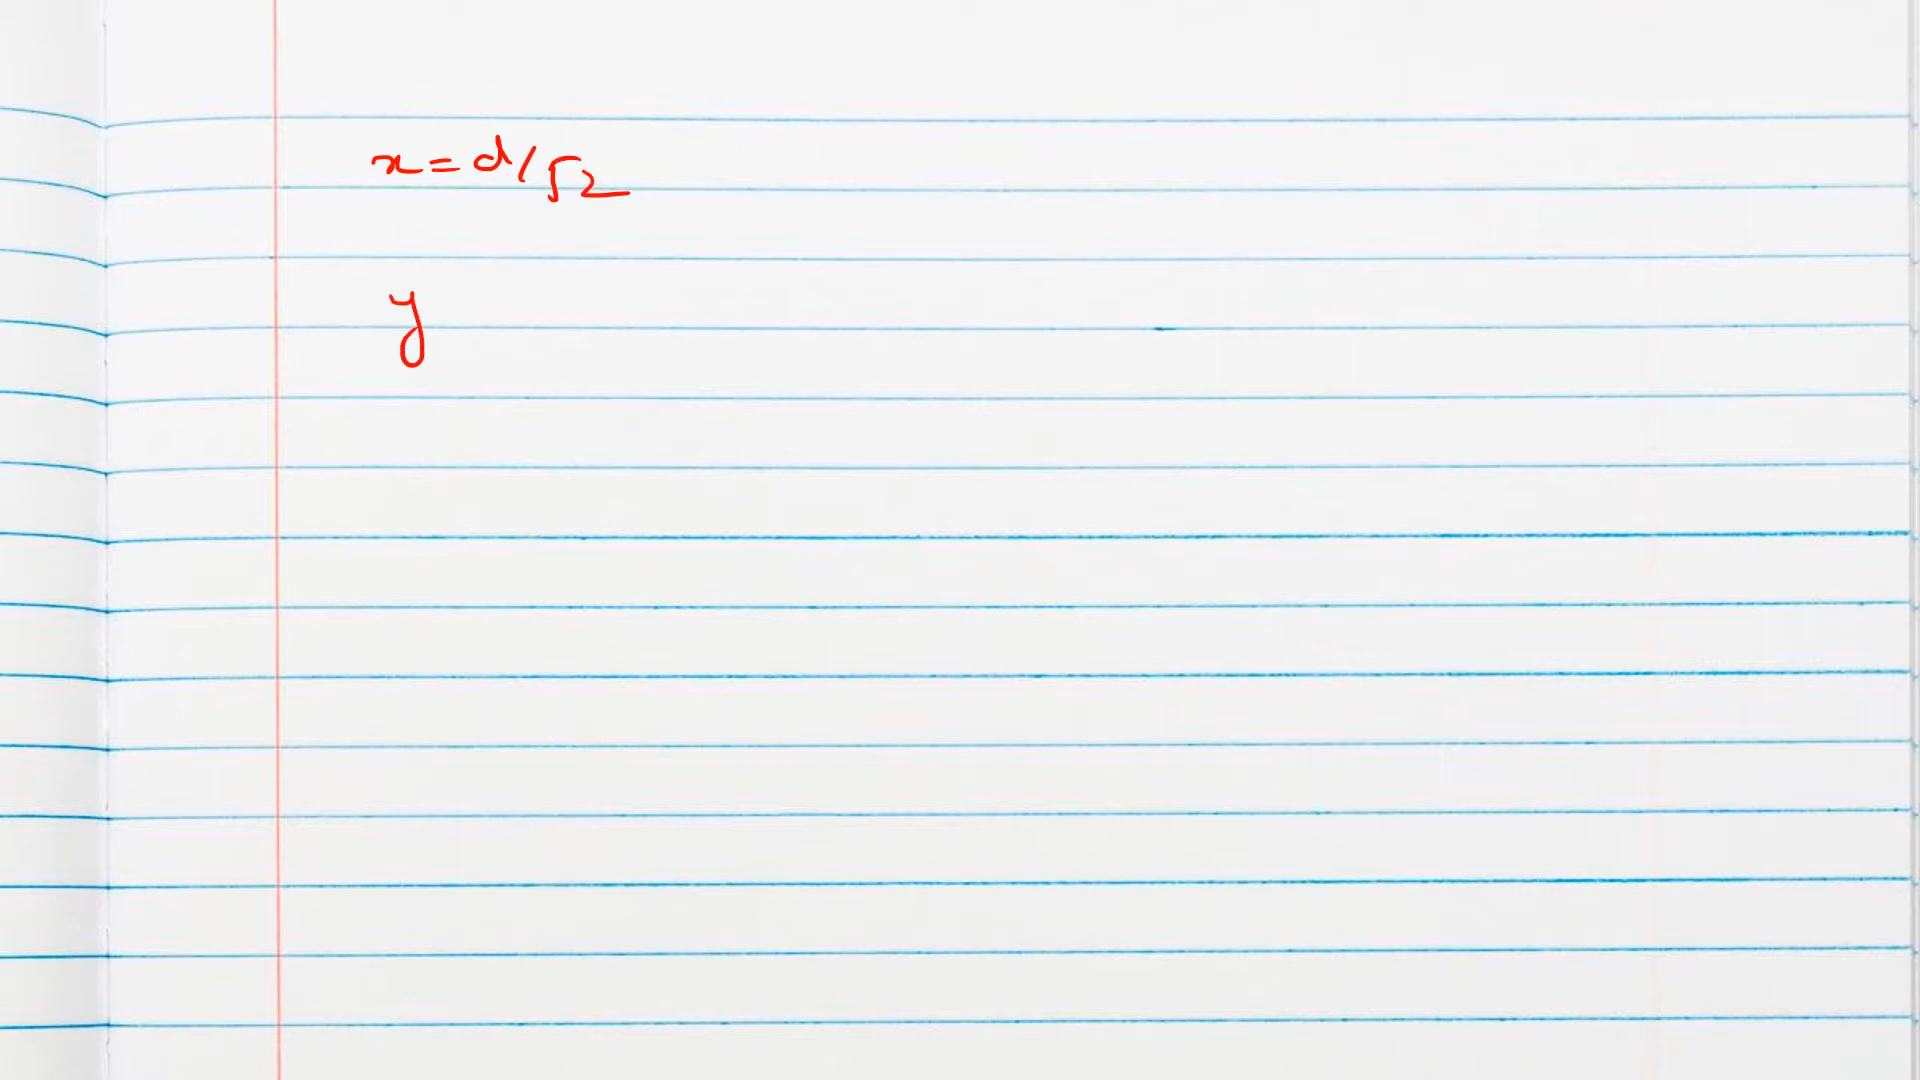 x = d/√2
y